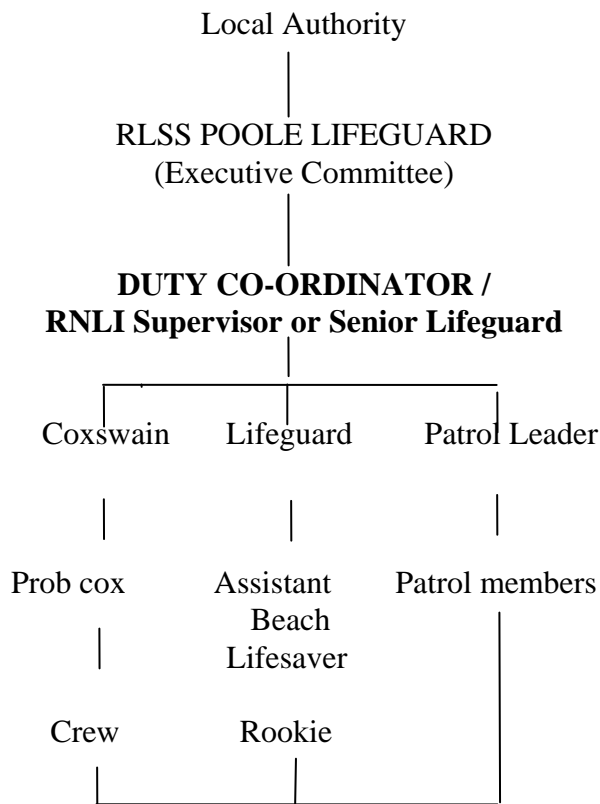 Local Authority
RLSS POOLE LIFEGUARD
(Executive Committee)
DUTY CO-ORDINATOR /
RNLI Supervisor or Senior Lifeguard
Coxswain Lifeguard Patrol Leader
Prob cox Assistant Patrol members
Beach
Lifesaver
Crew Rookie